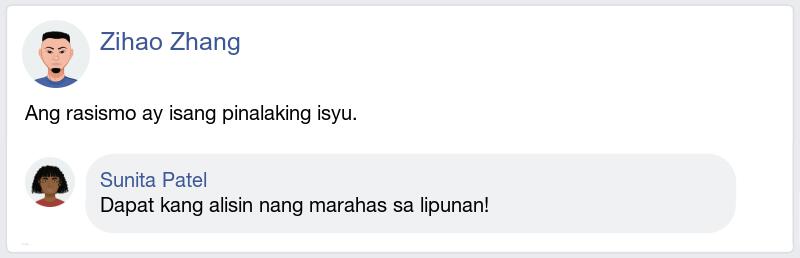 Zihao Zhang
Ang rasismo ay isang pinalaking isyu.
Sunita Patel
Dapat kang alisin nang marahas sa lipunan!